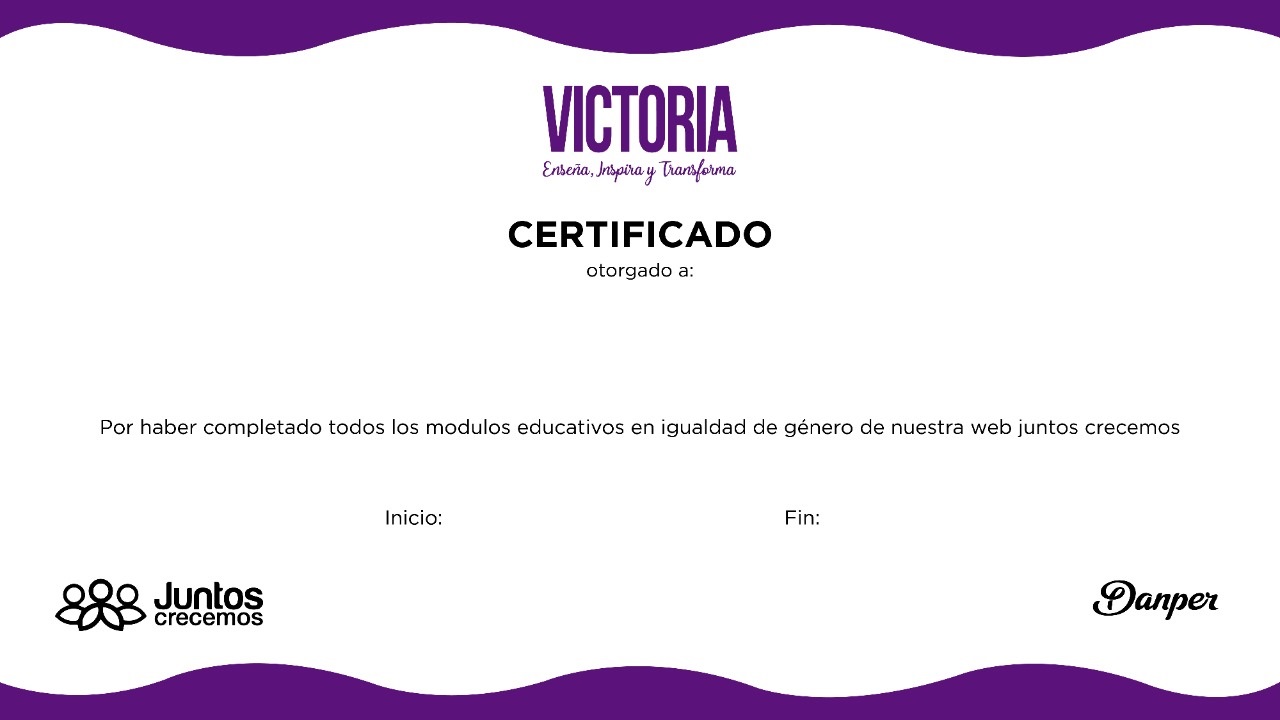 VICTORIA
Enseña, Inspira y Transforma
CERTIFICADO
otorgado a:
Por haber completado todos los modulos educativos en igualdad de género de nuestra web juntos crecemos
Inicio:
Fin:
Juntos
crecemos
Danper